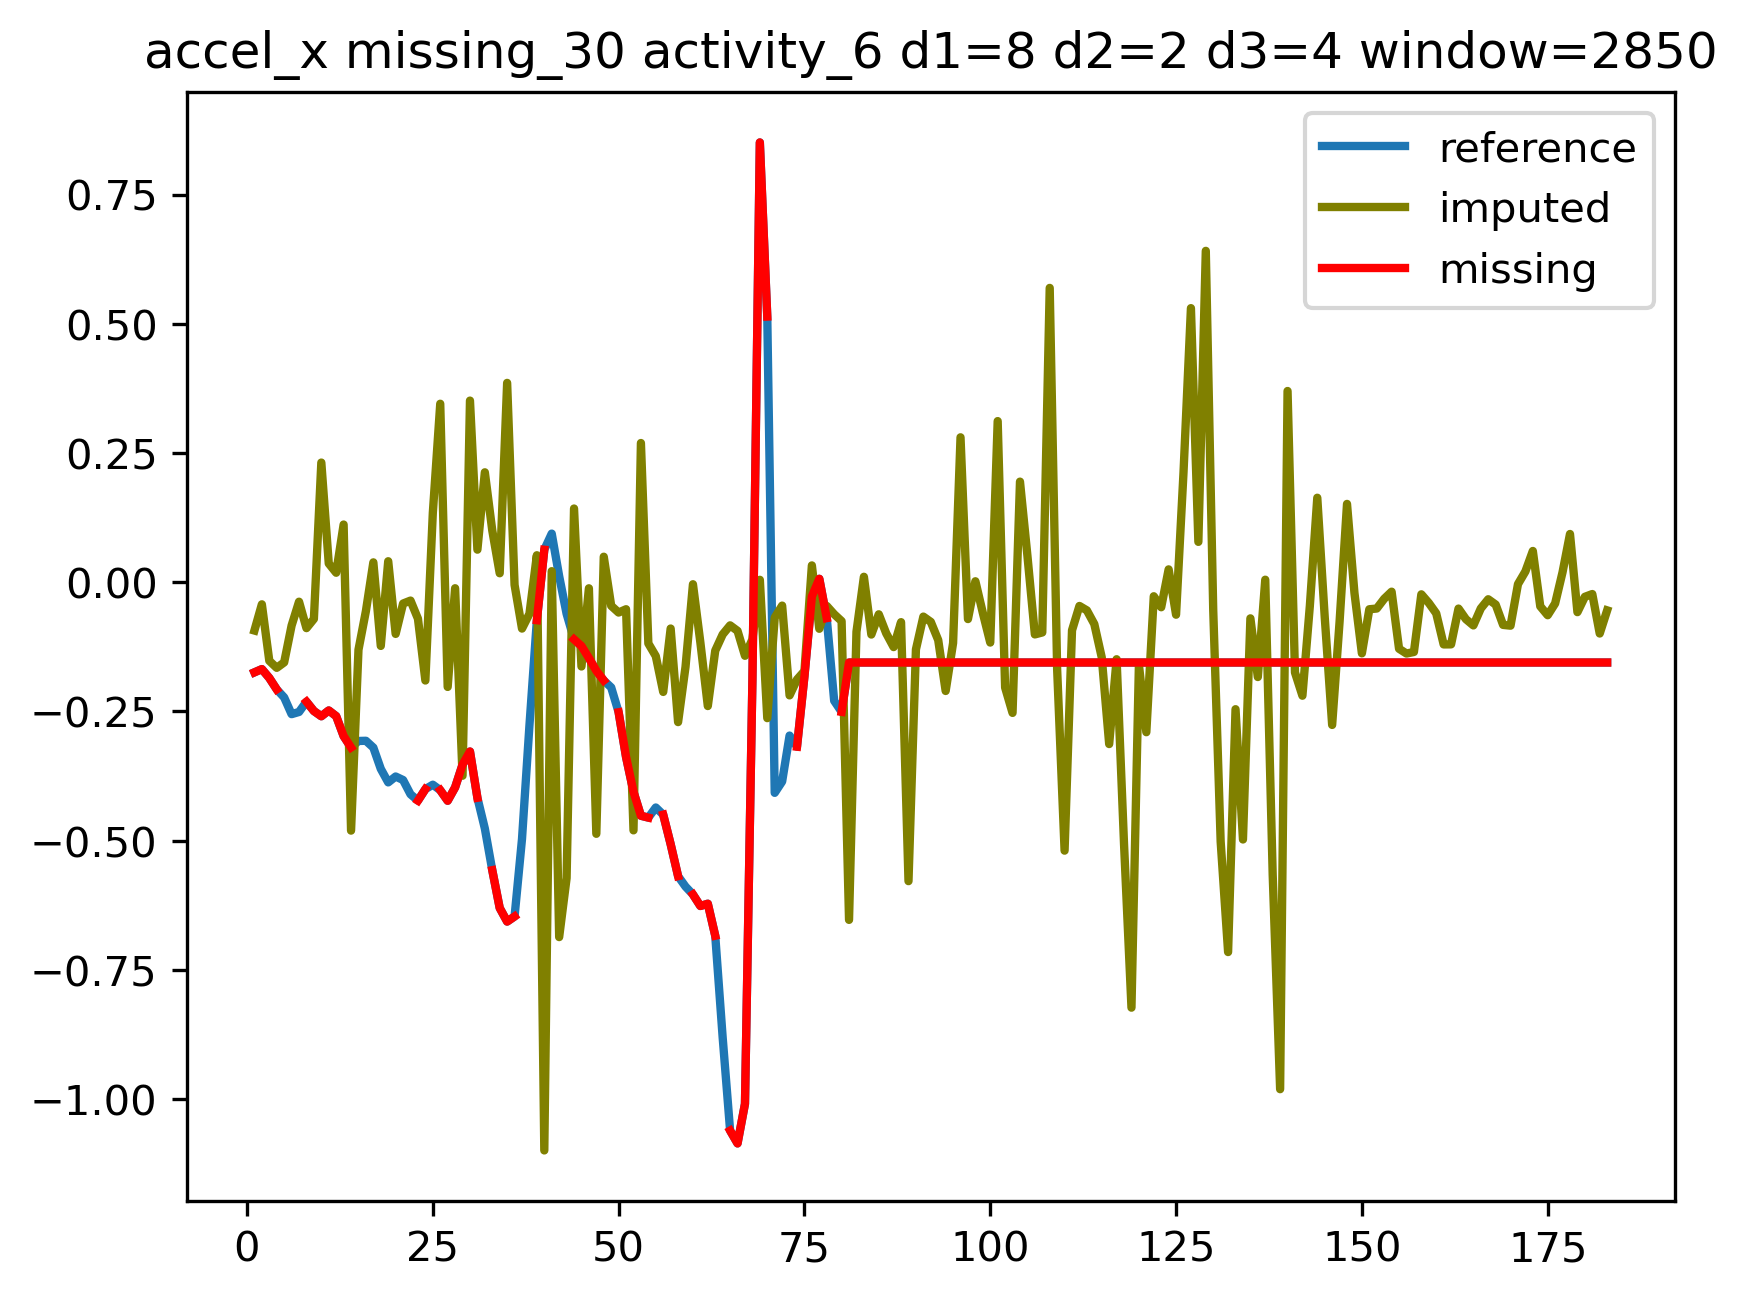 accel_x missing_30 activity_6 d1=8 d2=2 d3=4 window=2850
reference
imputed
missing
0.75
0.50
0.25
0.00
−0.25
−0.50
−0.75
−1.00
0 25 50 75 100 125 150 175